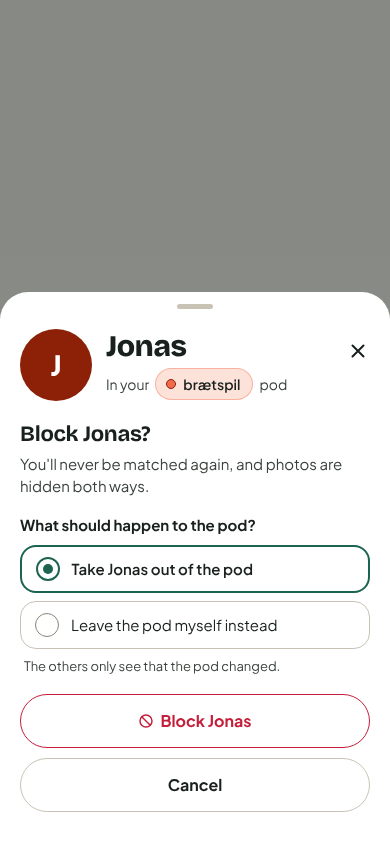 J
Jonas
In your brætspil pod
Block Jonas?
You'll never be matched again, and photos are
hidden both ways.
What should happen to the pod?
Take Jonas out of the pod
Leave the pod myself instead
The others only see that the pod changed.
Block Jonas
Cancel